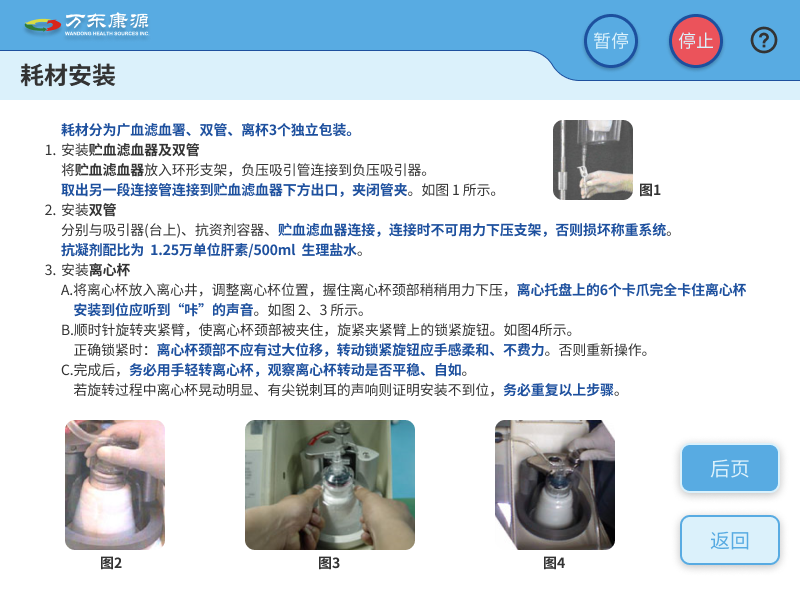 万东康源
WANDONG HEALTH SOURCES INC.
暂停
停止
?
耗材安装
耗材分为广血滤血署、双管、离杯3个独立包装。
1. 安装贮血滤血器及双管
将贮血滤血器放入环形支架，负压吸引管连接到负压吸引器。
取出另一段连接管连接到贮血滤血器下方出口，夹闭管夹。如图 1 所示。
图1
2. 安装双管
分别与吸引器(台上)、抗资剂容器、贮血滤血器连接，连接时不可用力下压支架，否则损坏称重系统。
抗凝剂配比为 1.25万单位肝素/500ml 生理盐水。
3. 安装离心杯
A.将离心杯放入离心井，调整离心杯位置，握住离心杯颈部稍稍用力下压，离心托盘上的6个卡爪完全卡住离心杯
安装到位应听到“咔”的声音。如图 2、3 所示。
B.顺时针旋转夹紧臂，使离心杯颈部被夹住，旋紧夹紧臂上的锁紧旋钮。如图4所示。
正确锁紧时：离心杯颈部不应有过大位移，转动锁紧旋钮应手感柔和、不费力。否则重新操作。
C.完成后，务必用手轻转离心杯，观察离心杯转动是否平稳、自如。
若旋转过程中离心杯晃动明显、有尖锐刺耳的声响则证明安装不到位，务必重复以上步骤。
图2
图3
图4
后页
返回